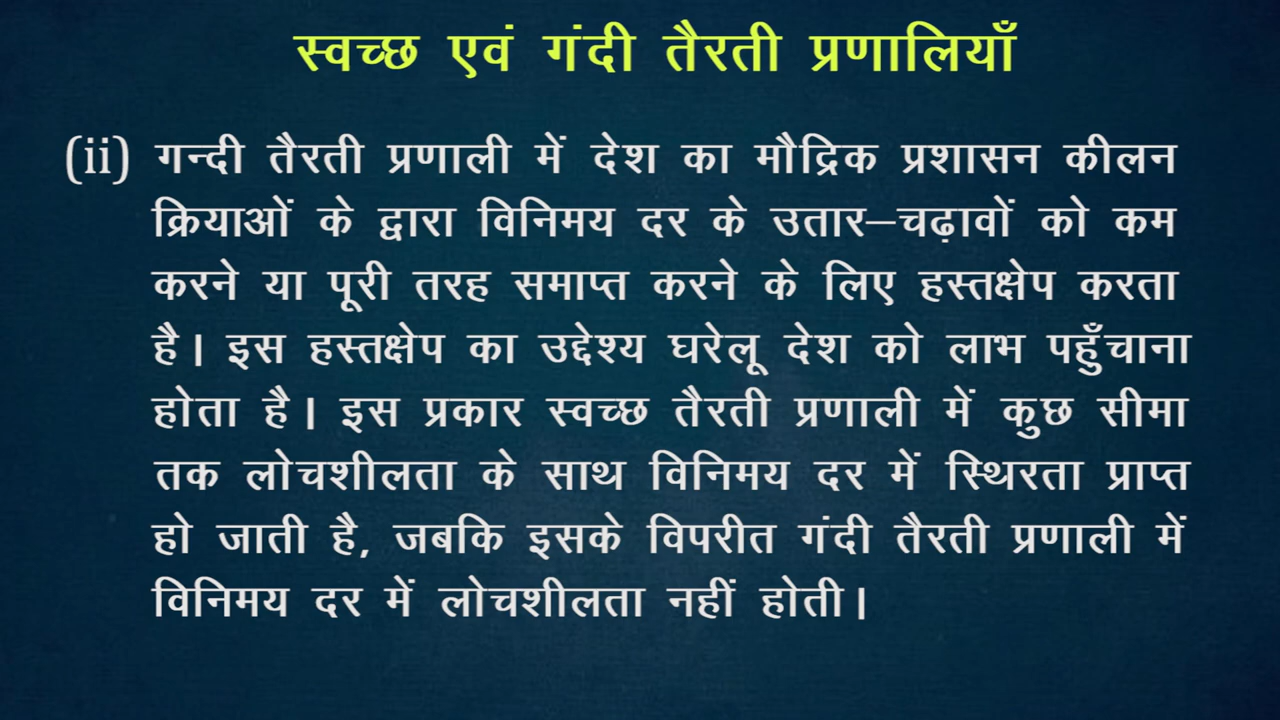 स्वच्छ एवं गंदी तैरती प्रणालियाँ
(ii) गन्दी तैरती प्रणाली में देश का मौद्रिक प्रशासन कीलन
क्रियाओं के द्वारा विनिमय दर के उतार–चढ़ावों को कम
करने या पूरी तरह समाप्त करने के लिए हस्तक्षेप करता
है। इस हस्तक्षेप का उद्देश्य घरेलू देश को लाभ पहुँचाना
होता है। इस प्रकार स्वच्छ तैरती प्रणाली में कुछ सीमा
तक लोचशीलता के साथ विनिमय दर में स्थिरता प्राप्त
हो जाती है, जबकि इसके विपरीत गंदी तैरती प्रणाली में
विनिमय दर में लोचशीलता नहीं होती।